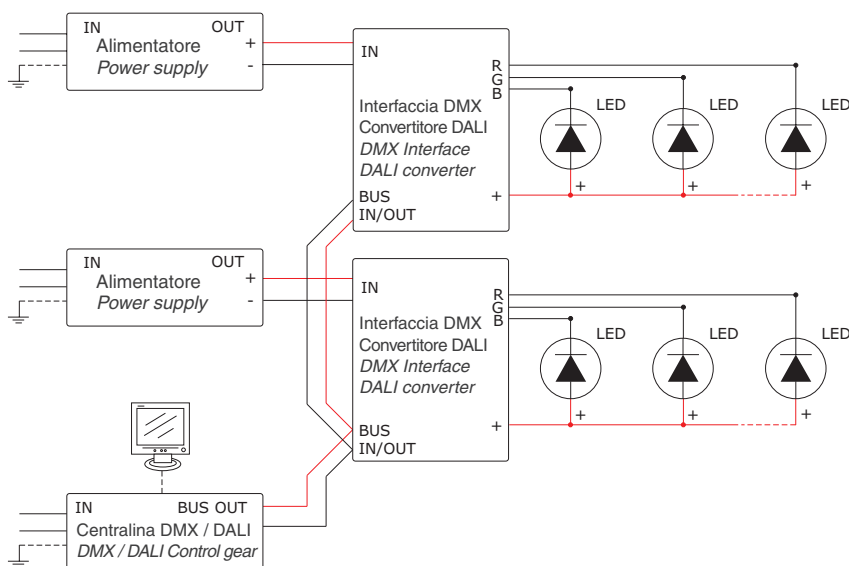 IN OUT
Alimentatore +
Power supply -
IN
Interfaccia DMX
Convertitore DALI
DMX Interface
DALI converter
BUS
IN/OUT
R
G
B
+
LED LED LED
+ + +
IN OUT
Alimentatore +
Power supply -
IN
Interfaccia DMX
Convertitore DALI
DMX Interface
DALI converter
BUS
IN/OUT
R
G
B
+
LED LED LED
+ + +
IN BUS OUT
Centralina DMX / DALI
DMX / DALI Control gear